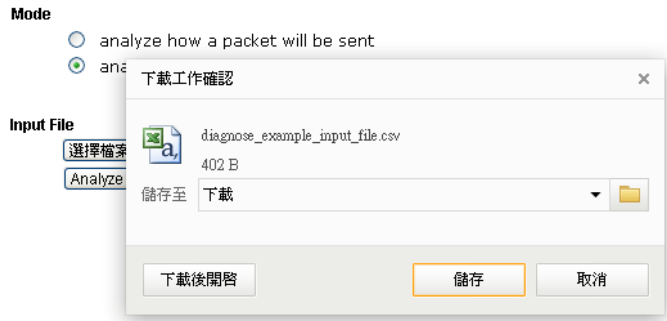 Mode
analyze how a packet will be sent
ana
下載工作確認
Input File
選擇檔案
diagnose_example_input_file.csv
402 B
Analyze
儲存至 下載
下載後開啓 儲存 取消